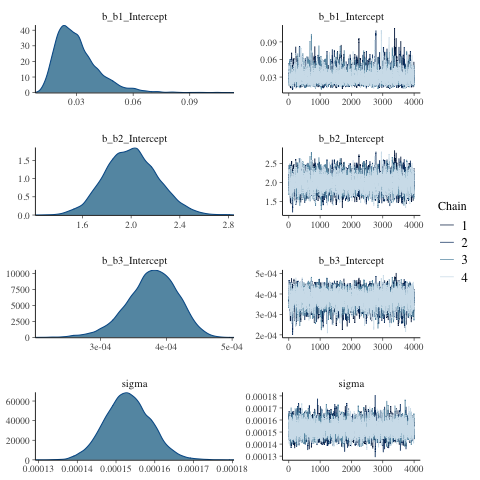 b_b1_Intercept
40
30
20
10
0
0.03 0.06 0.09
b_b1_Intercept
0.09
0.06
0.03
0 1000 2000 3000 4000
b_b2_Intercept
1.5
1.0
0.5
0.0
1.6 2.0 2.4 2.8
b_b2_Intercept
2.5
2.0
1.5
0 1000 2000 3000 4000
b_b3_Intercept
10000
7500
5000
2500
0
3e-04 4e-04 5e-04
b_b3_Intercept
5e-04
4e-04
3e-04
2e-04
0 1000 2000 3000 4000
sigma
60000
40000
20000
0
0.00013 0.00014 0.00015 0.00016 0.00017 0.00018
sigma
0.00018
0.00017
0.00016
0.00015
0.00014
0.00013
0 1000 2000 3000 4000
Chain
1
2
3
4